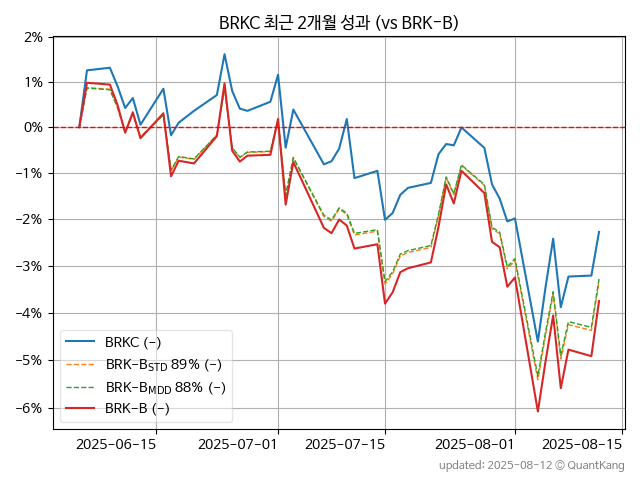 BRKC 최근 2개월 성과 (vs BRK-B)
2%
1%
0%
-1%
-2%
-3%
-4%
-5%
-6%
BRKC (-)
BRK-BSTD 89% (-)
BRK-BMDD 88% (-)
BRK-B (-)
2025-06-15 2025-07-01 2025-07-15 2025-08-01 2025-08-15
updated: 2025-08-12 © QuantKang